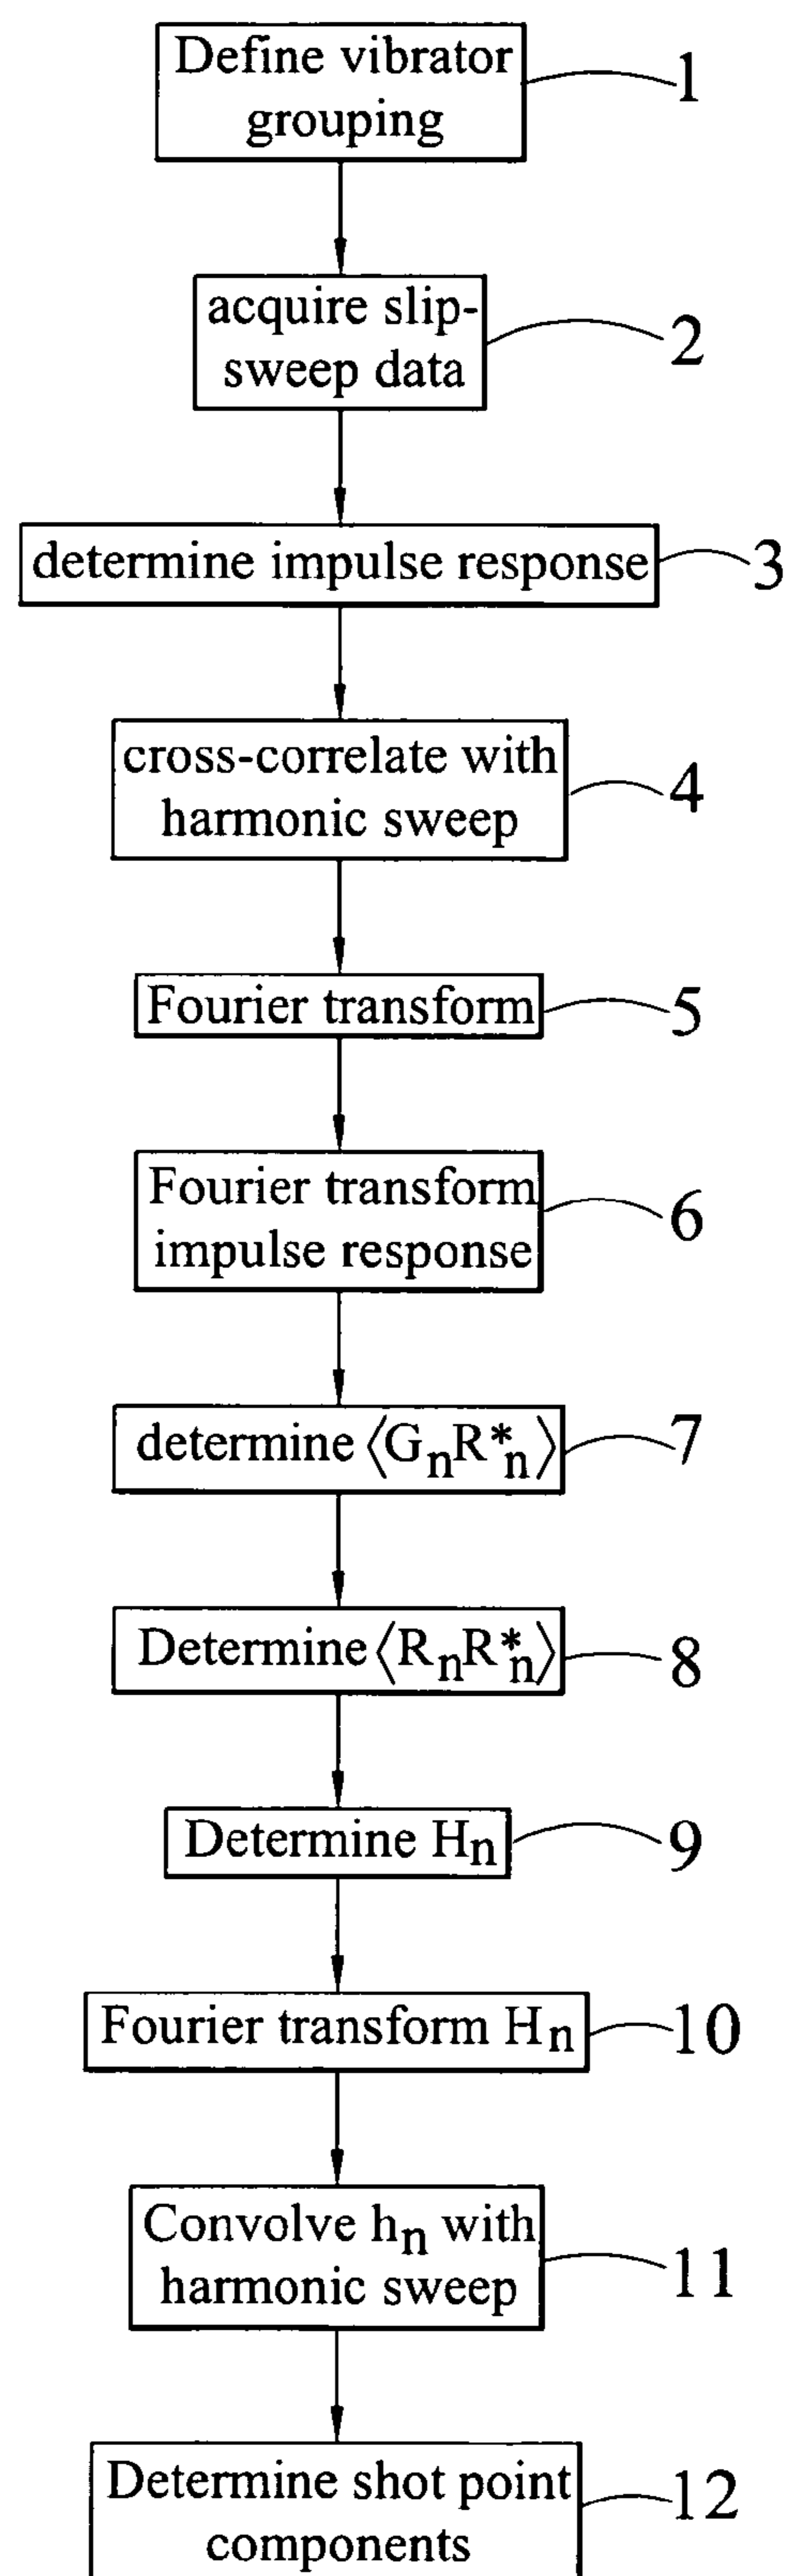 Define vibrator
grouping
1
acquire slip-
sweep data
2
determine impulse response
3
cross-correlate with
harmonic sweep
4
Fourier transform
5
Fourier transform
impulse response
6
determine ⟨GₙR*ₙ⟩
7
Determine ⟨RₙR*ₙ⟩
8
Determine Hₙ
9
Fourier transform Hₙ
10
Convolve hₙ with
harmonic sweep
11
Determine shot point
components
12